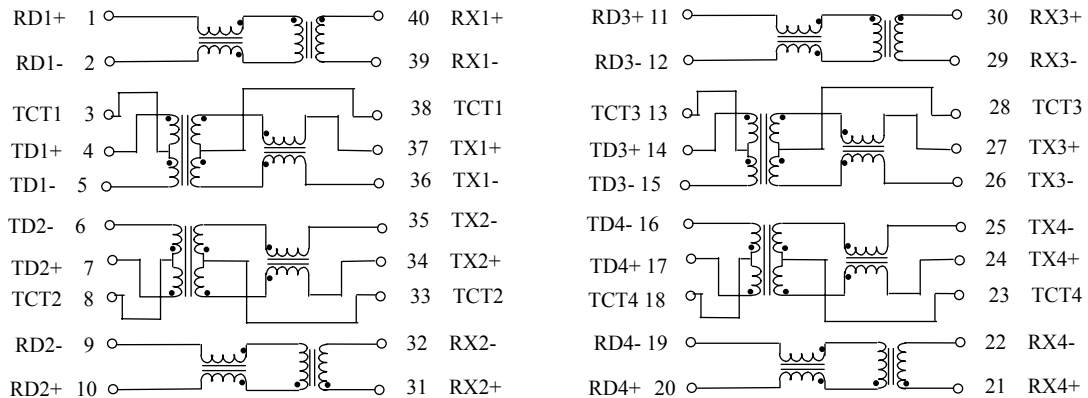 RD1+ 1 40 RX1+ RD3+ 11 30 RX3+
RD1- 2 39 RX1- RD3- 12 29 RX3-
TCT1 3 38 TCT1 TCT3 13 28 TCT3
TD1+ 4 37 TX1+ TD3+ 14 27 TX3+
TD1- 5 36 TX1- TD3- 15 26 TX3-
TD2- 6 35 TX2- TD4- 16 25 TX4-
TD2+ 7 34 TX2+ TD4+ 17 24 TX4+
TCT2 8 33 TCT2 TCT4 18 23 TCT4
RD2- 9 32 RX2- RD4- 19 22 RX4-
RD2+ 10 31 RX2+ RD4+ 20 21 RX4+